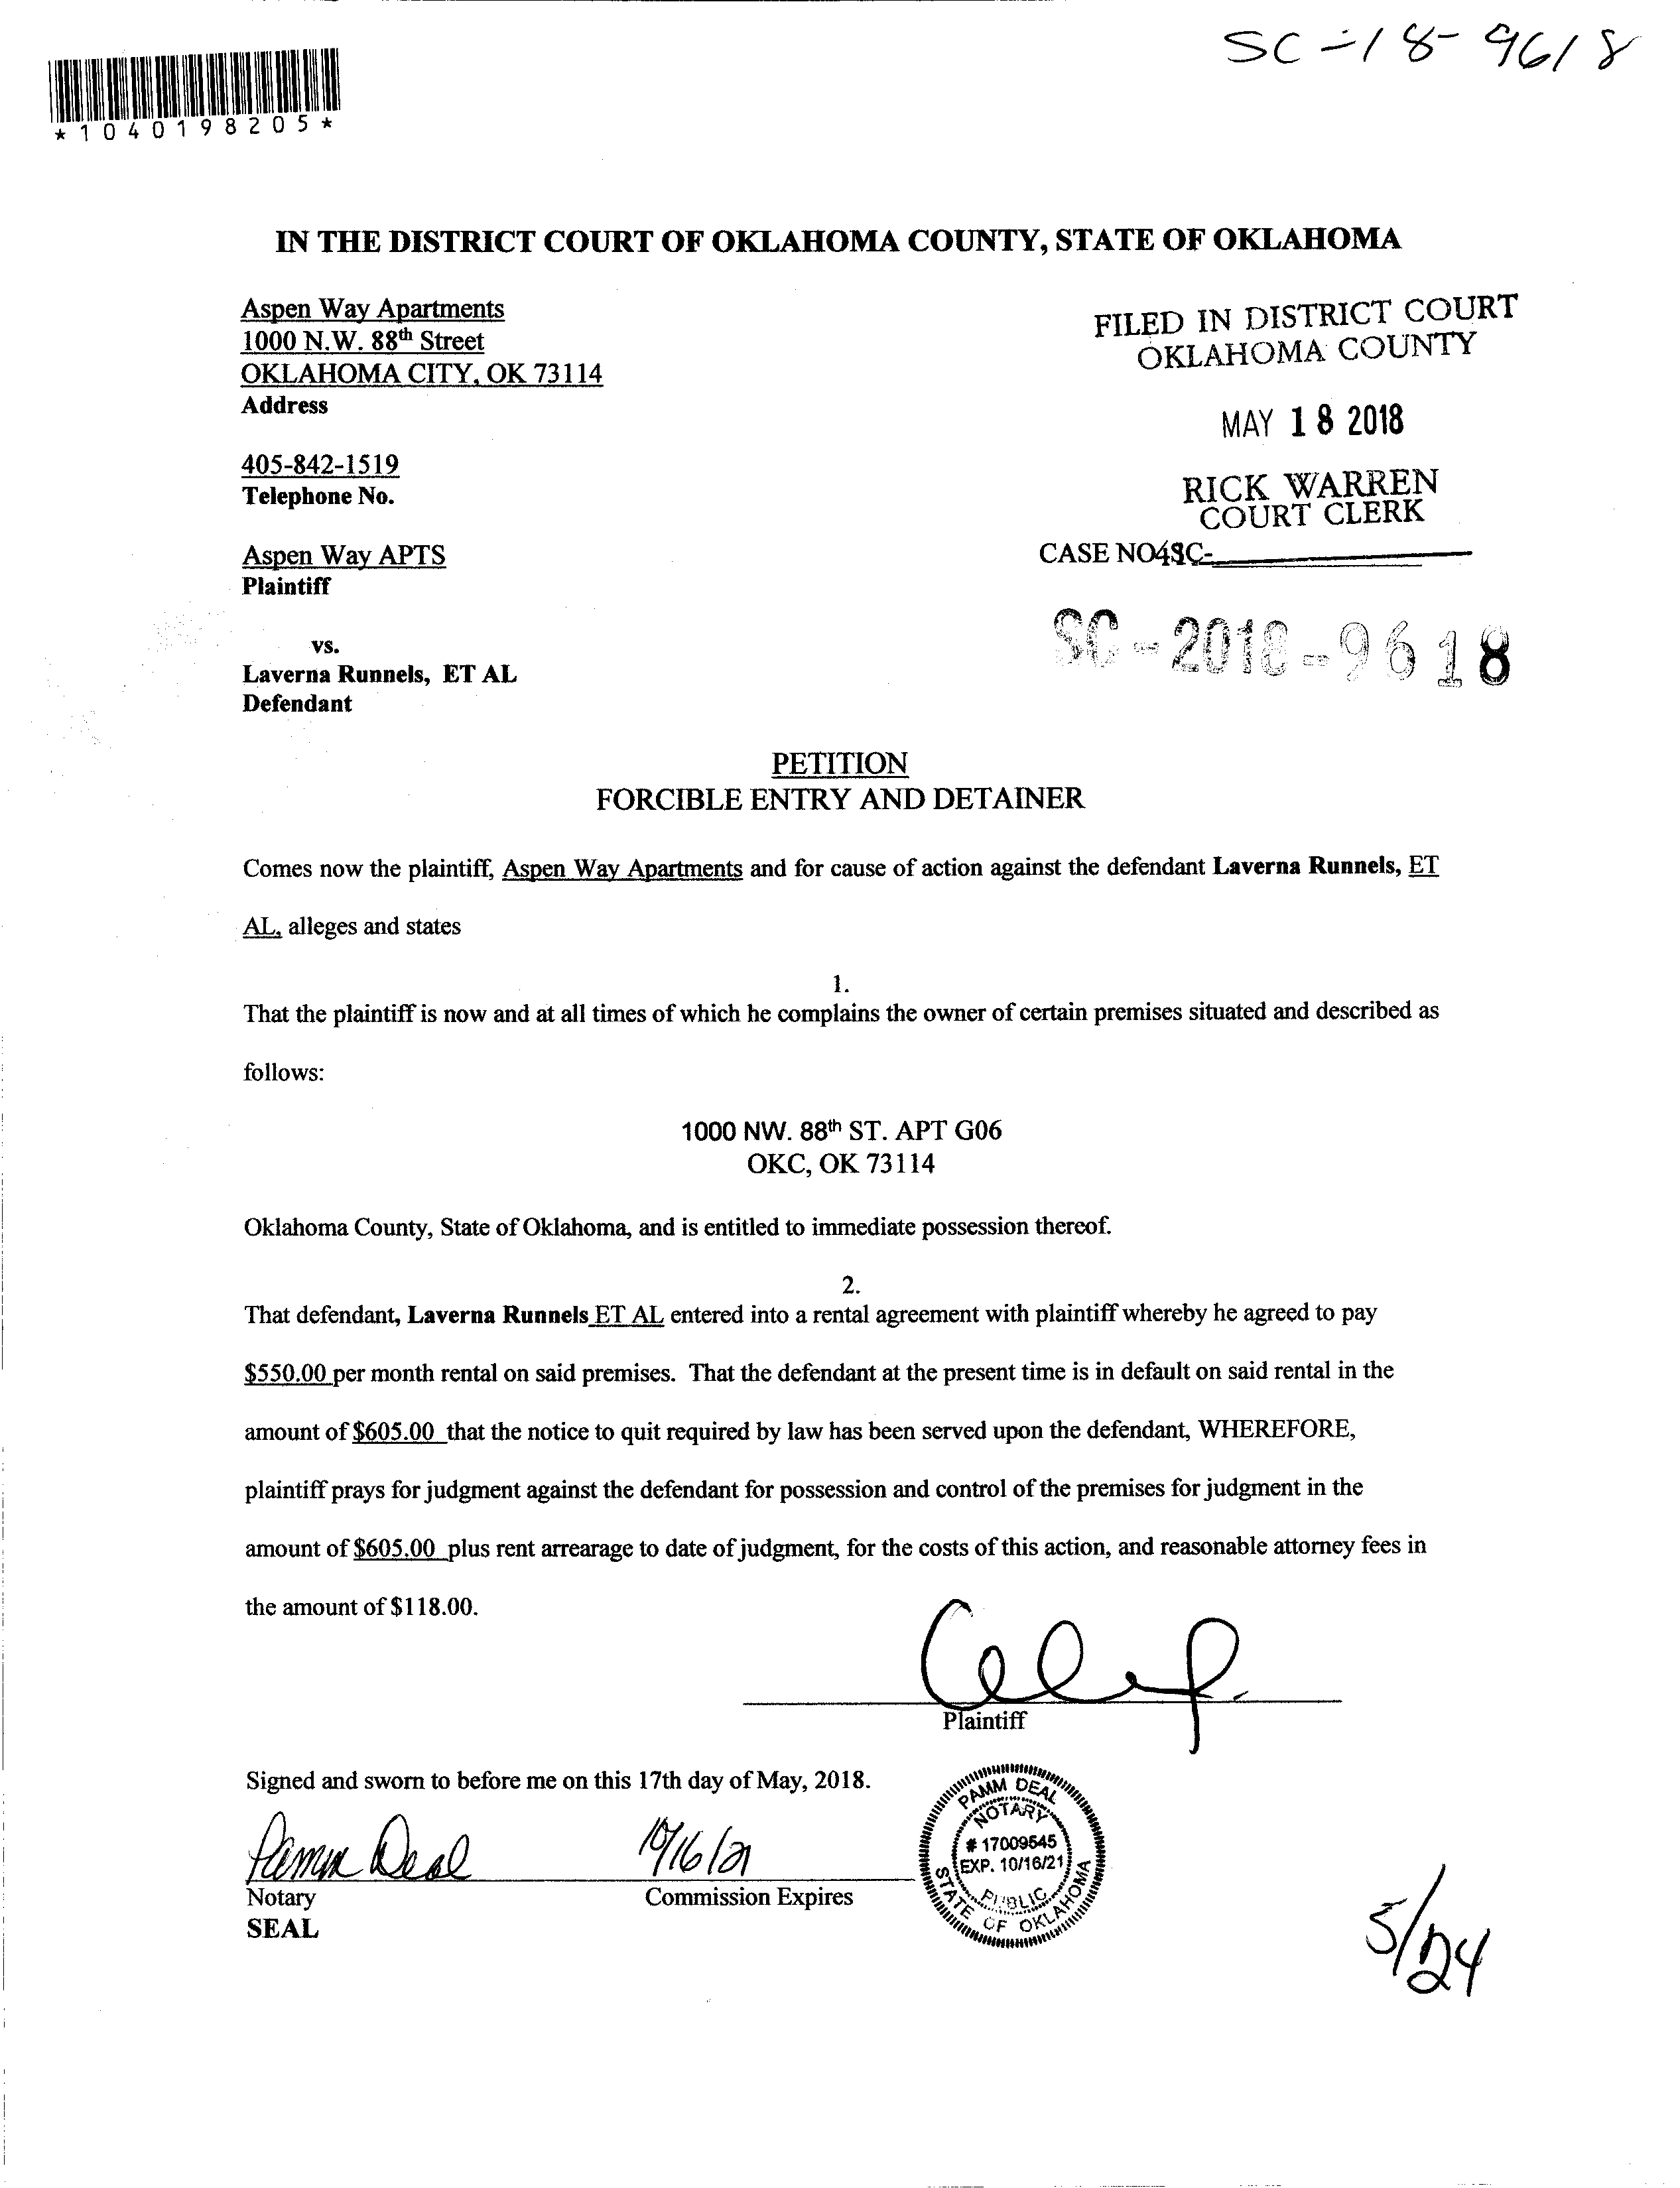 SC-18-9618
*1040198205*
IN THE DISTRICT COURT OF OKLAHOMA COUNTY, STATE OF OKLAHOMA
Aspen Way Apartments
1000 N.W. 88th Street
OKLAHOMA CITY, OK 73114
Address
405-842-1519
Telephone No.
Aspen Way APTS
Plaintiff
vs.
Laverna Runnels, ET AL
Defendant
FILED IN DISTRICT COURT
OKLAHOMA COUNTY
MAY 18 2018
RICK WARREN
COURT CLERK
CASE NO
SC-
SC-2018-9618
PETITION
FORCIBLE ENTRY AND DETAINER
Comes now the plaintiff, Aspen Way Apartments and for cause of action against the defendant Laverna Runnels, ET
AL, alleges and states
1.
That the plaintiff is now and at all times of which he complains the owner of certain premises situated and described as
follows:
1000 NW. 88th ST. APT G06
OKC, OK 73114
Oklahoma County, State of Oklahoma, and is entitled to immediate possession thereof.
2.
That defendant, Laverna Runnels ET AL entered into a rental agreement with plaintiff whereby he agreed to pay
$550.00 per month rental on said premises. That the defendant at the present time is in default on said rental in the
amount of $605.00 that the notice to quit required by law has been served upon the defendant, WHEREFORE,
plaintiff prays for judgment against the defendant for possession and control of the premises for judgment in the
amount of $605.00 plus rent arrearage to date of judgment, for the costs of this action, and reasonable attorney fees in
the amount of $118.00.
Plaintiff
Signed and sworn to before me on this 17th day of May, 2018.
Pamm Deal
10/16/21
Notary
Commission Expires
SEAL
PAMM DEAL
NOTARY
# 17009545
EXP. 10/16/21
PUBLIC
STATE OF OKLAHOMA
5/24